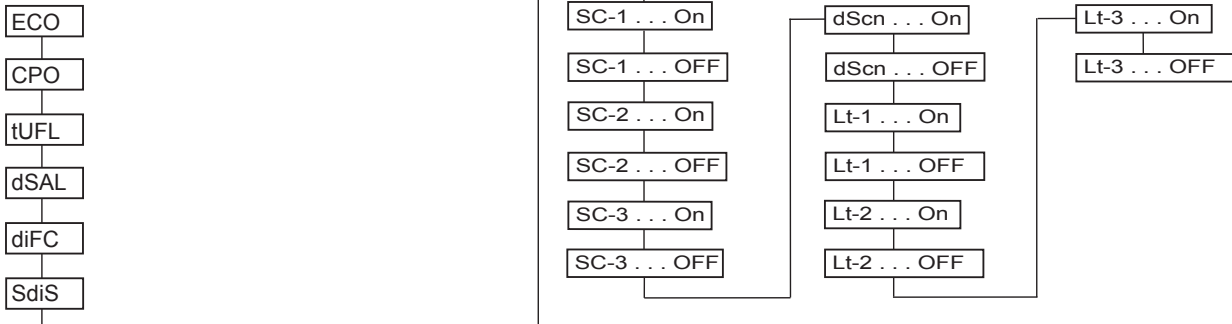 ECO
CPO
tUFL
dSAL
diFC
SdiS
SC-1 . . . On
SC-1 . . . OFF
SC-2 . . . On
SC-2 . . . OFF
SC-3 . . . On
SC-3 . . . OFF
dScn . . . On
dScn . . . OFF
Lt-1 . . . On
Lt-1 . . . OFF
Lt-2 . . . On
Lt-2 . . . OFF
Lt-3 . . . On
Lt-3 . . . OFF